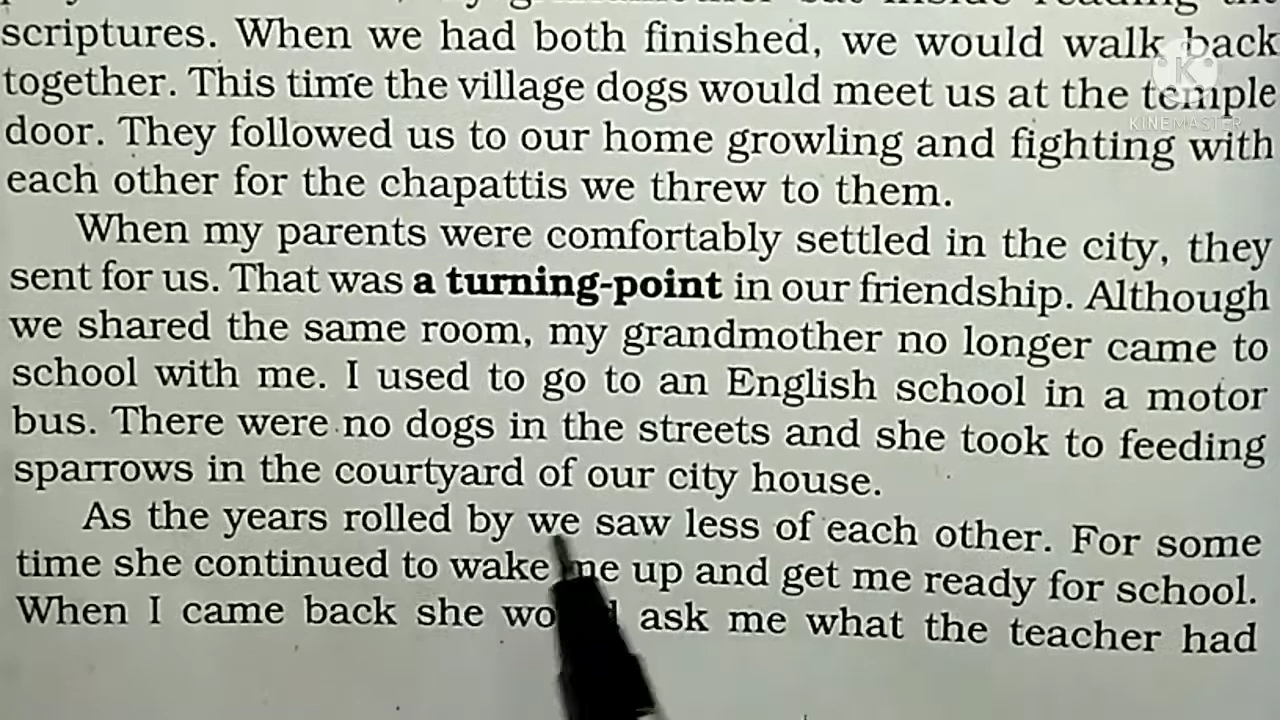 scriptures. When we had both finished, we would walk back
together. This time the village dogs would meet us at the temple
door. They followed us to our home growling and fighting with
each other for the chapattis we threw to them.
When my parents were comfortably settled in the city, they
sent for us. That was a turning-point in our friendship. Although
we shared the same room, my grandmother no longer came to
school with me. I used to go to an English school in a motor
bus. There were no dogs in the streets and she took to feeding
sparrows in the courtyard of our city house.
As the years rolled by we saw less of each other. For some
time she continued to wake me up and get me ready for school.
When I came back she ask me what the teacher had
K
KINEMASTER